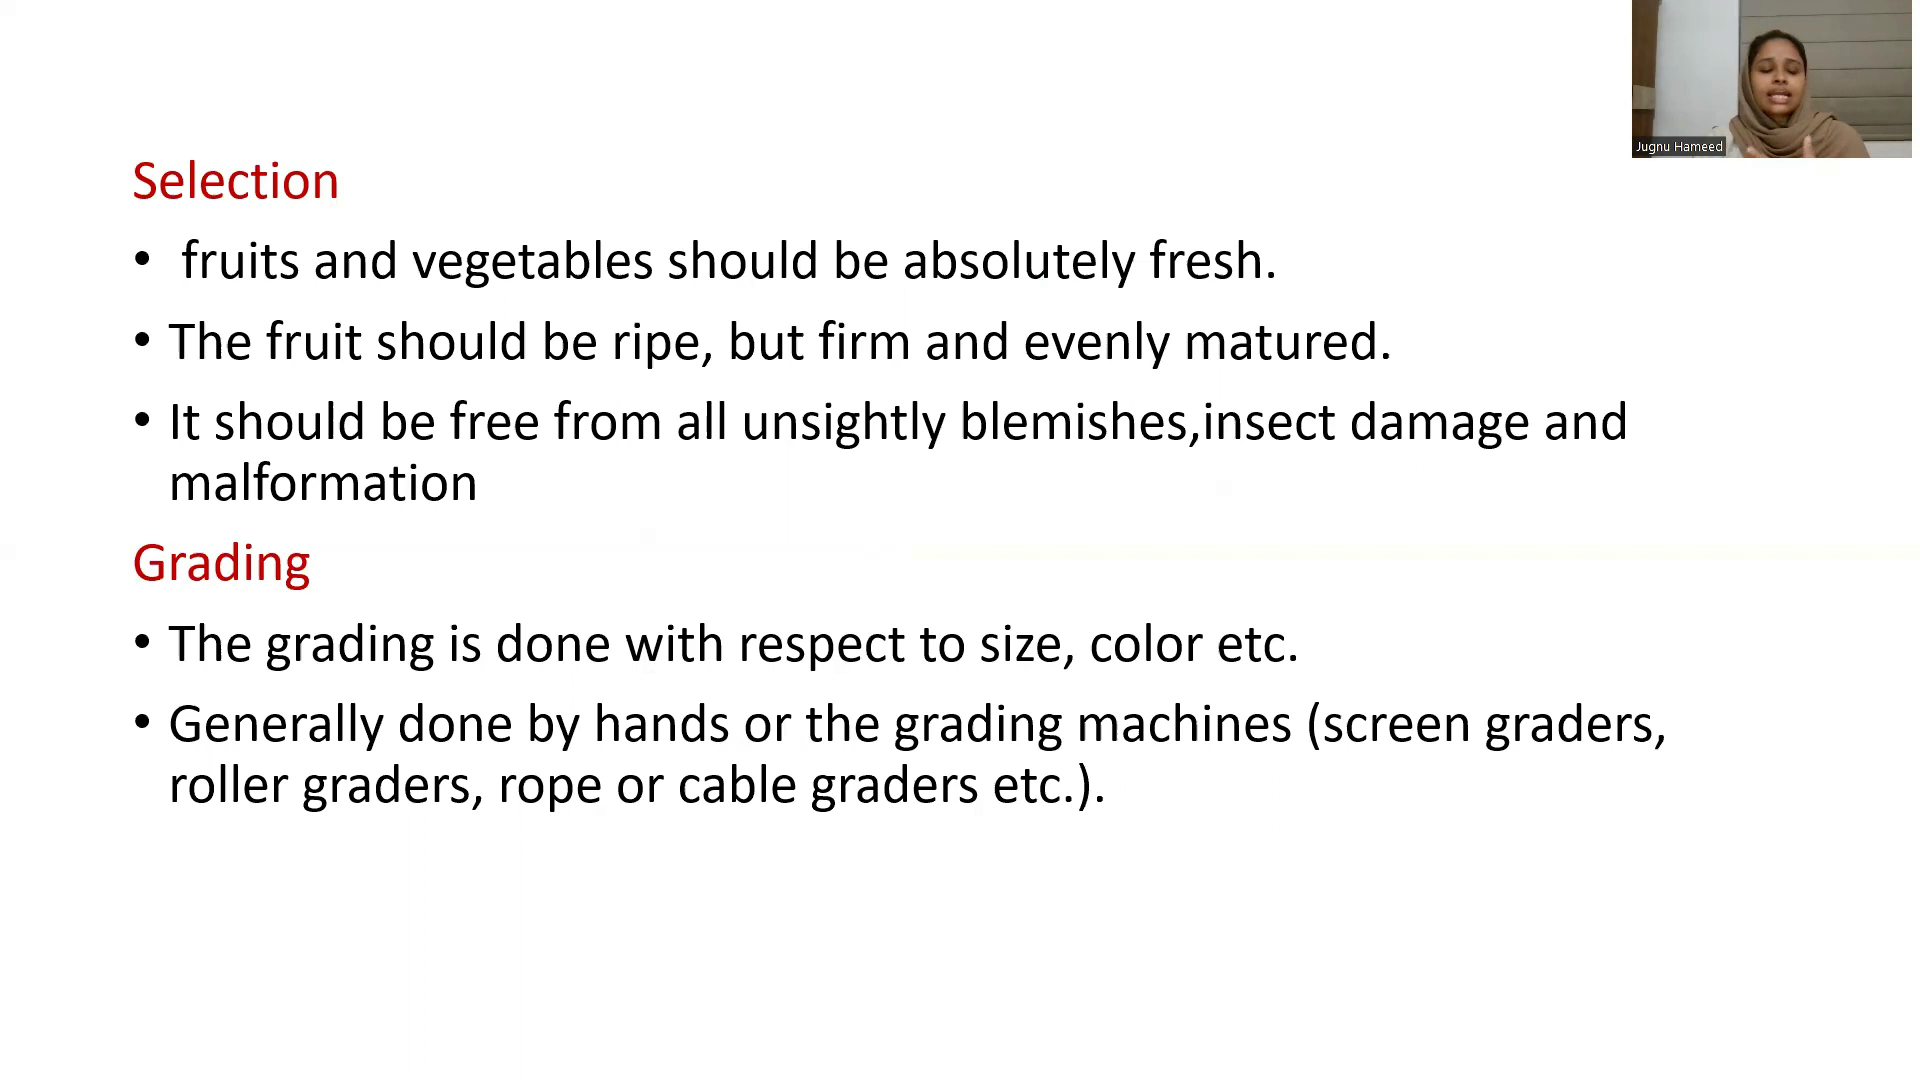 Jugnu Hameed
Selection
• fruits and vegetables should be absolutely fresh.
• The fruit should be ripe, but firm and evenly matured.
• It should be free from all unsightly blemishes,insect damage and
malformation
Grading
• The grading is done with respect to size, color etc.
• Generally done by hands or the grading machines (screen graders,
roller graders, rope or cable graders etc.).